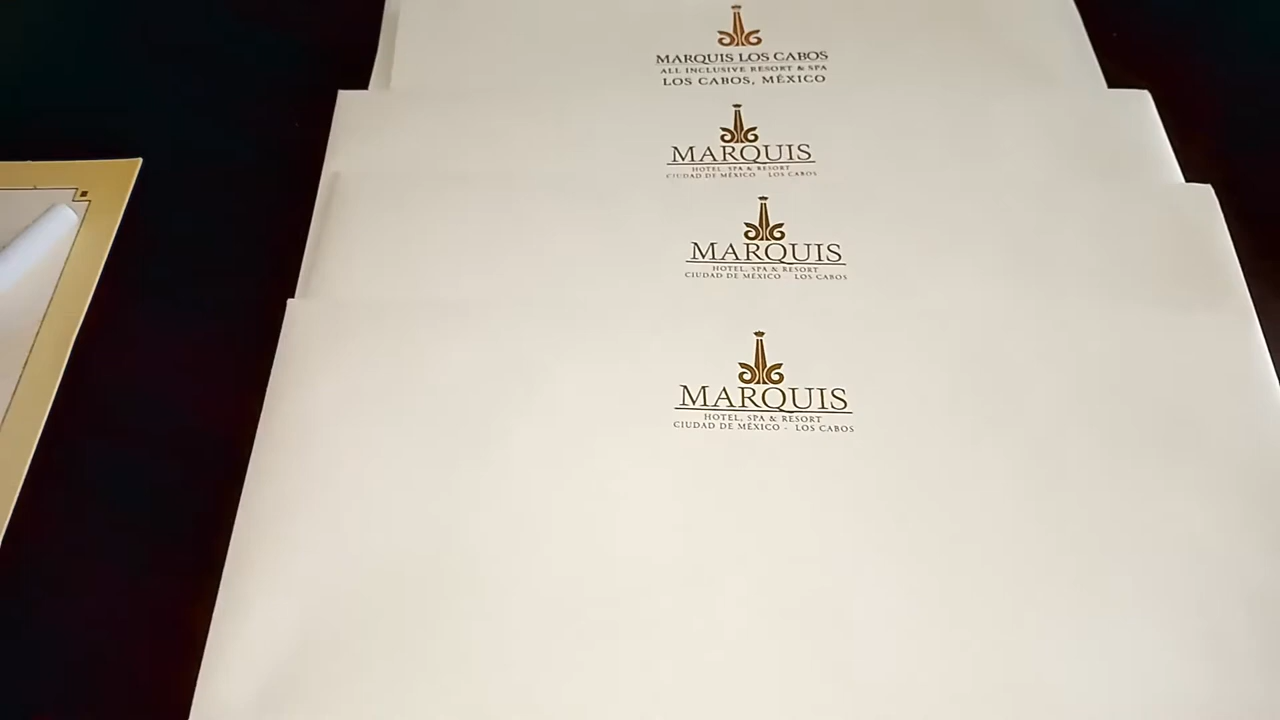 MARQUIS LOS CABOS
ALL INCLUSIVE RESORT & SPA
LOS CABOS, MÉXICO
MARQUIS
HOTEL, SPA & RESORT
CIUDAD DE MÉXICO LOS CABOS
MARQUIS
HOTEL, SPA & RESORT
CIUDAD DE MÉXICO LOS CABOS
MARQUIS
HOTEL, SPA & RESORT
CIUDAD DE MÉXICO - LOS CABOS